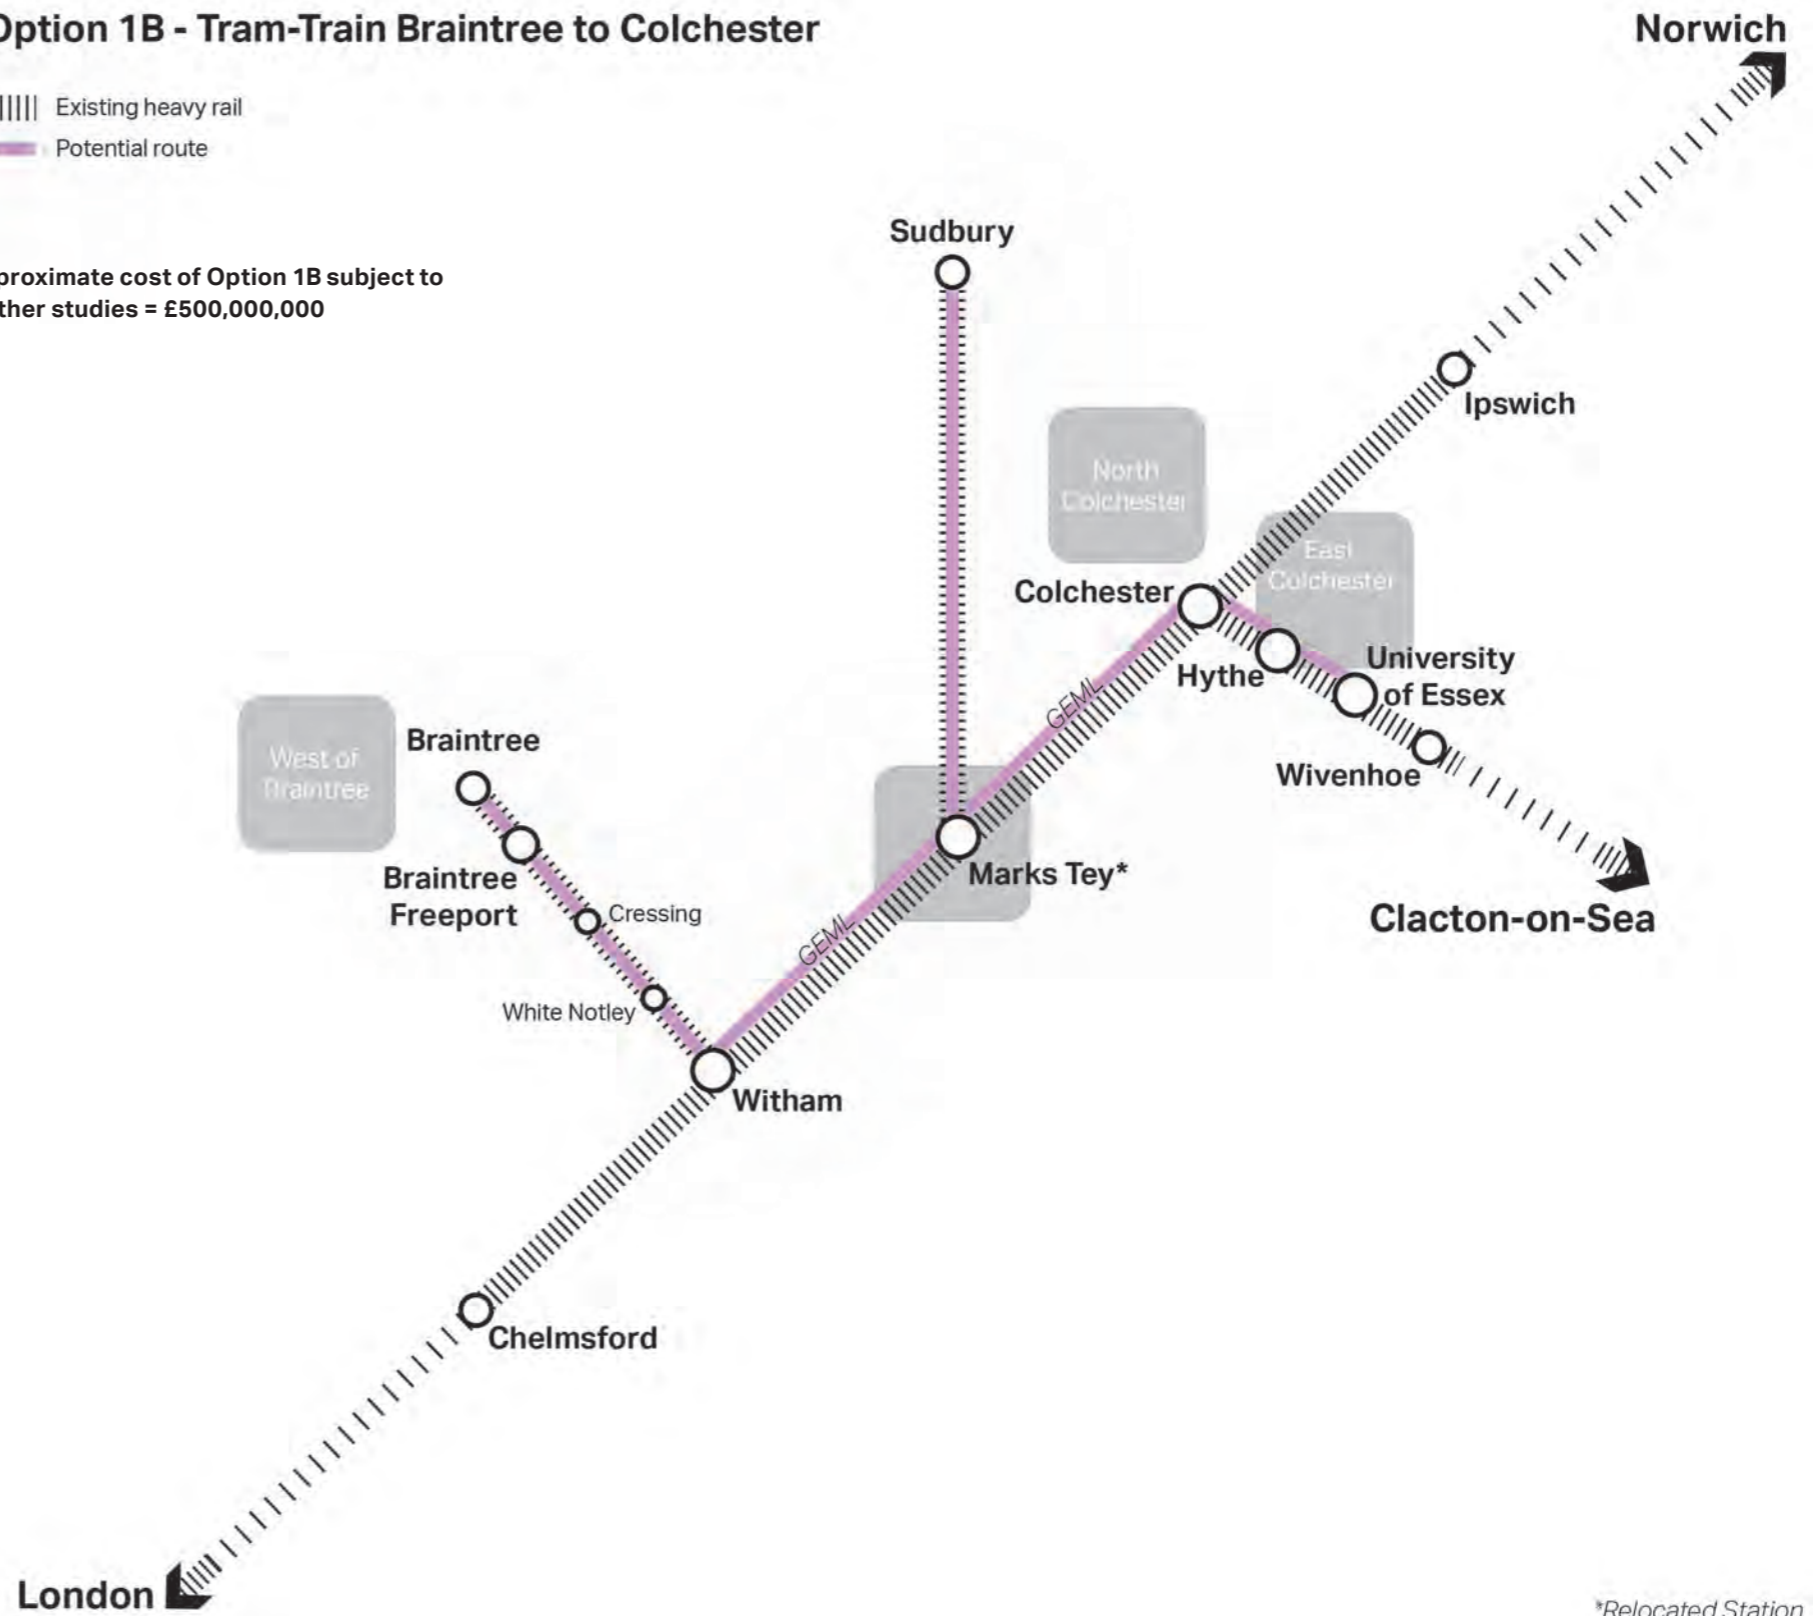 Option 1B - Tram-Train Braintree to Colchester
Norwich
Existing heavy rail
Potential route
proximate cost of Option 1B subject to
ther studies = £500,000,000
Sudbury
Ipswich
North
Colchester
East
Colchester
Colchester
Hythe
University
of Essex
GEML
Wivenhoe
West of
Braintree
Braintree
Braintree
Freeport
Marks Tey*
Cressing
Clacton-on-Sea
GEML
White Notley
Witham
Chelmsford
London
*Relocated Station